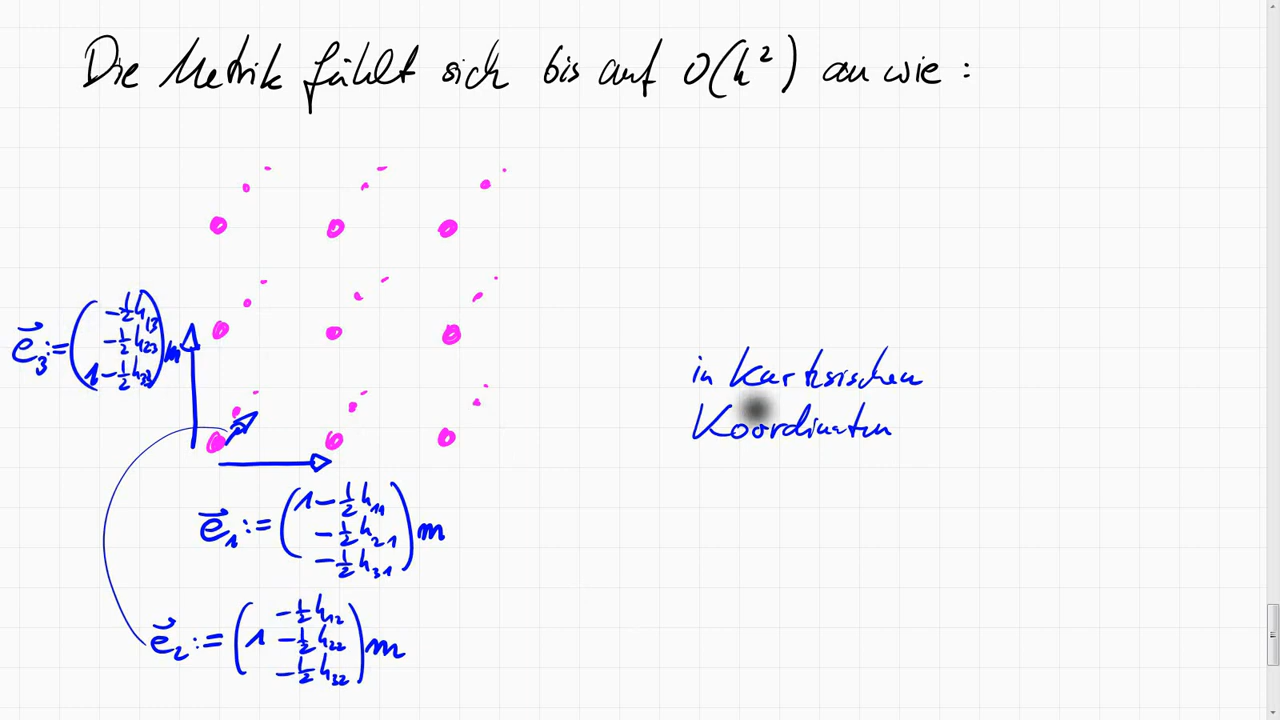 Die Metrik fühlt sich bis auf O(h²) an wie:
e⃗₃ := ( -½h₁₃
-½h₂₃
1-½h₃₃ ) m
in Kartesischen
Koordinaten
e⃗₁ := ( 1-½h₁₁
-½h₂₁
-½h₃₁ ) m
e⃗₂ := ( -½h₁₂
1 -½h₂₂
-½h₃₂ ) m